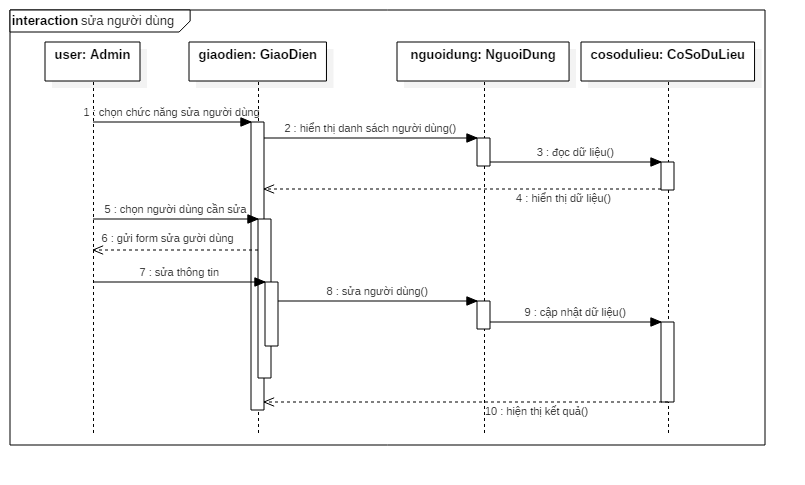 interaction sửa người dùng
user: Admin
giaodien: GiaoDien
nguoidung: NguoiDung
cosodulieu: CoSoDuLieu
1 : chọn chức năng sửa người dùng
2 : hiển thị danh sách người dùng()
3 : đọc dữ liệu()
4 : hiển thị dữ liệu()
5 : chọn người dùng cần sửa
6 : gửi form sửa gười dùng
7 : sửa thông tin
8 : sửa người dùng()
9 : cập nhật dữ liệu()
10 : hiện thị kết quả()